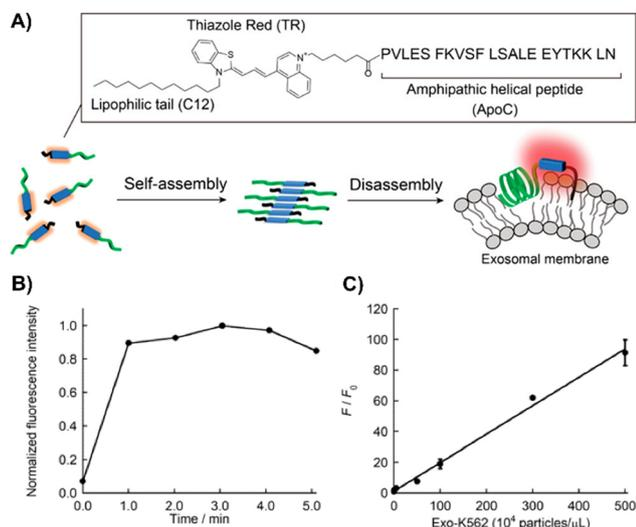 A)
Thiazole Red (TR)
S
N
N+
O
PVLES FKVSF LSALE EYTKK LN
Lipophilic tail (C12)
Amphipathic helical peptide
(ApoC)
Self-assembly
Disassembly
Exosomal membrane
B)
Normalized fluorescence intensity
1.0
0.8
0.6
0.4
0.2
0.0
0.0 1.0 2.0 3.0 4.0 5.0
Time / min
C)
F / F0
120
100
80
60
40
20
0
0 100 200 300 400 500
Exo-K562 (10⁴ particles/μL)